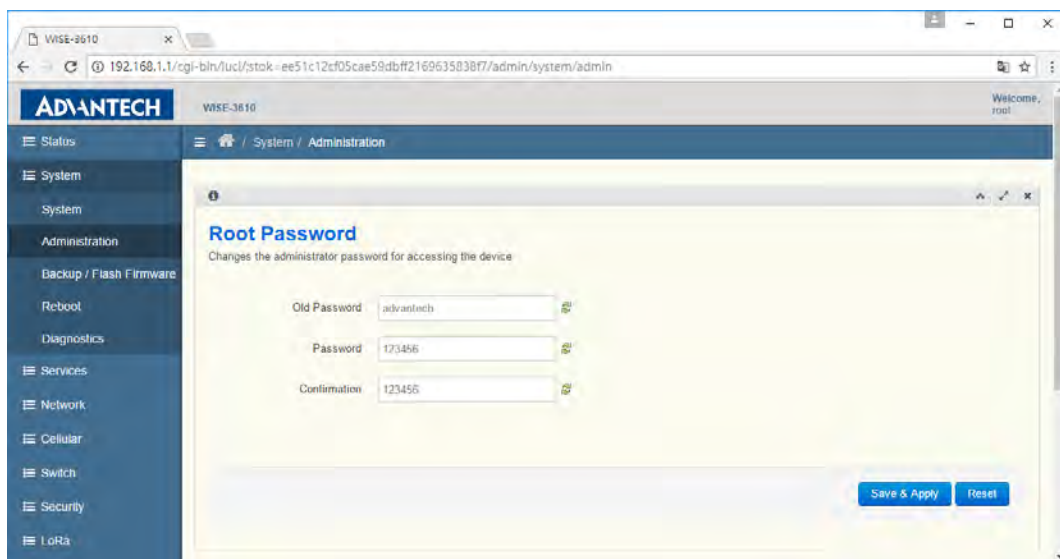 WISE-3610
192.168.1.1/cgi-bin/luci/;stok=ee51c12cf05cae59dbff2169635838f7/admin/system/admin
ADVANTECH
WISE-3610
Welcome,
root
Status
/ System / Administration
System
System
Administration
Backup / Flash Firmware
Reboot
Diagnostics
Services
Network
Cellular
Switch
Security
LoRa
Root Password
Changes the administrator password for accessing the device
Old Password advantech
Password 123456
Confirmation 123456
Save & Apply Reset